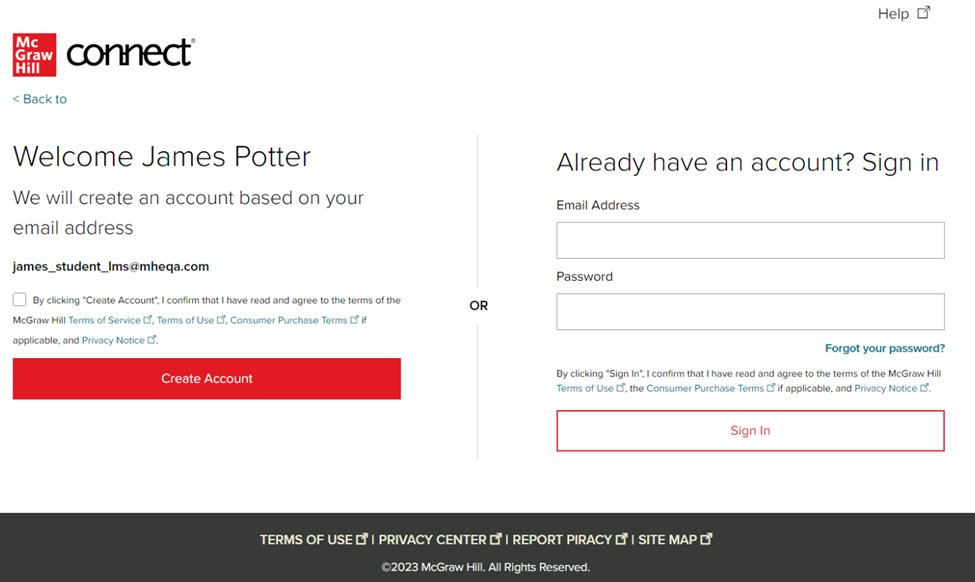 Help
Mc
Graw
Hill
connect®
< Back to
Welcome James Potter
We will create an account based on your
email address
james_student_lms@mheqa.com
By clicking "Create Account", I confirm that I have read and agree to the terms of the
McGraw Hill Terms of Service, Terms of Use, Consumer Purchase Terms if
applicable, and Privacy Notice.
Create Account
OR
Already have an account? Sign in
Email Address
Password
Forgot your password?
By clicking "Sign In", I confirm that I have read and agree to the terms of the McGraw Hill
Terms of Use, the Consumer Purchase Terms if applicable, and Privacy Notice.
Sign In
TERMS OF USE | PRIVACY CENTER | REPORT PIRACY | SITE MAP
©2023 McGraw Hill. All Rights Reserved.